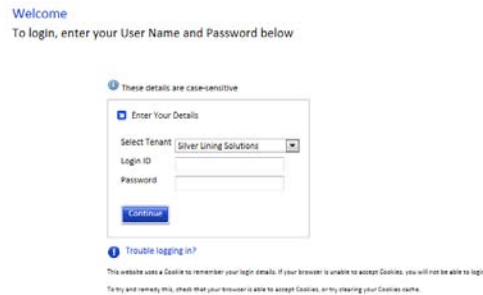 Welcome
To login, enter your User Name and Password below
These details are case-sensitive
Enter Your Details
Select Tenant Silver Lining Solutions
Login ID
Password
Continue
Trouble logging in?
This website uses a Cookie to remember your login details. If your browser is unable to accept Cookies, you will not be able to login
To try and remedy this, check that your browser is able to accept Cookies, or try clearing your Cookies cache.